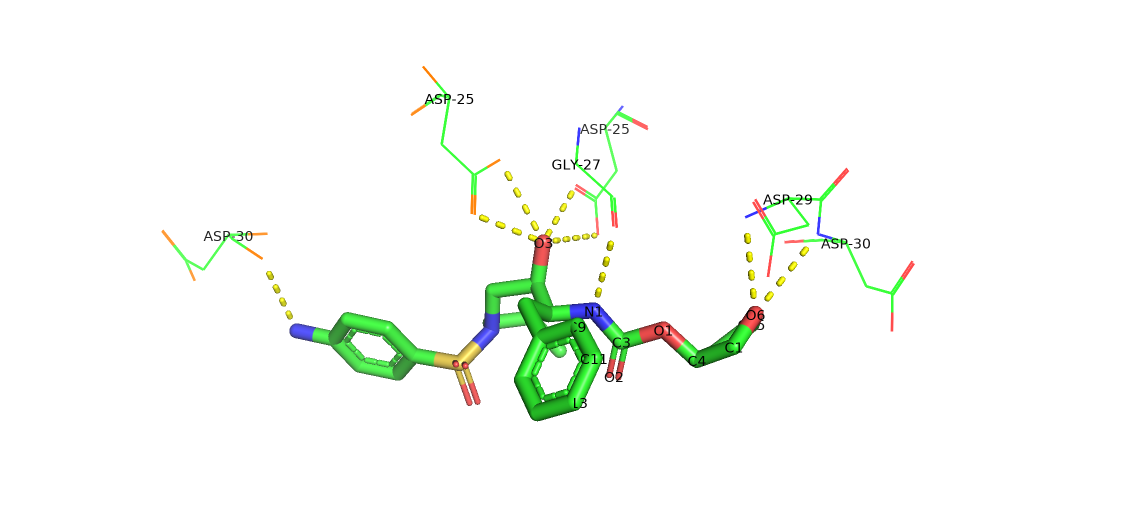 ASP-25
ASP-25
GLY-27
ASP-29
ASP-30
ASP-30
O3
N1
O6
C9
C3
O1
C1
C11
C4
O2